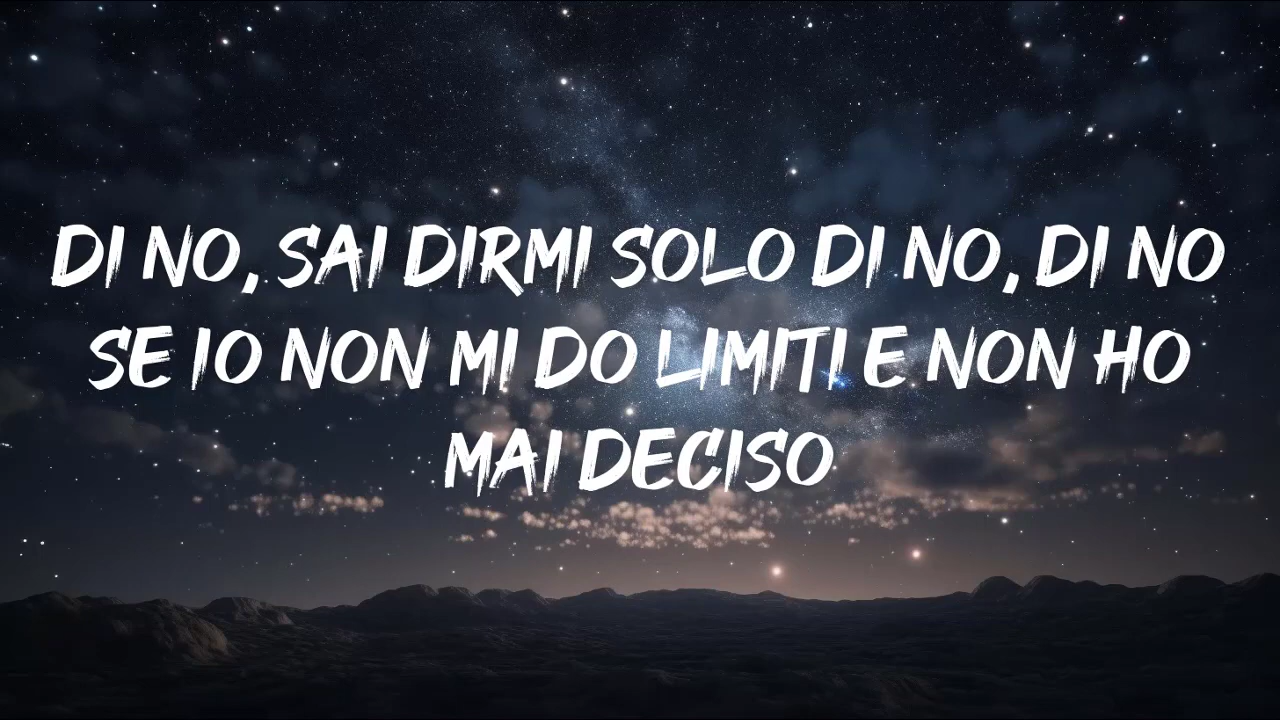 DI NO, SAI DIRMI SOLO DI NO, DI NO
SE IO NON MI DO LIMITI E NON HO
MAI DECISO